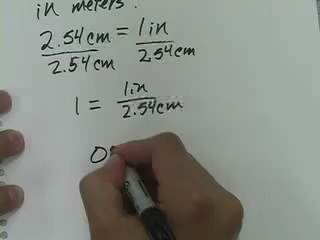 in meters.
2.54cm / 2.54cm = 1in / 2.54cm
1 = 1in / 2.54cm